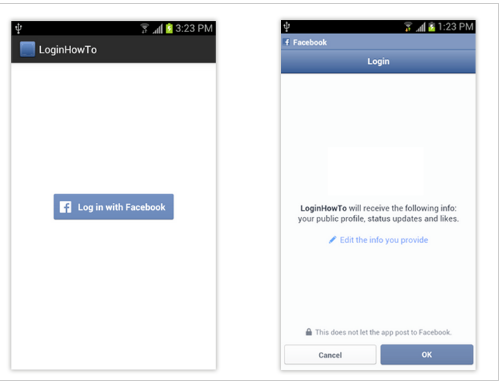 3:23 PM
LoginHowTo
Log in with Facebook
1:23 PM
Facebook
Login
LoginHowTo will receive the following info:
your public profile, status updates and likes.
Edit the info you provide
This does not let the app post to Facebook.
Cancel
OK